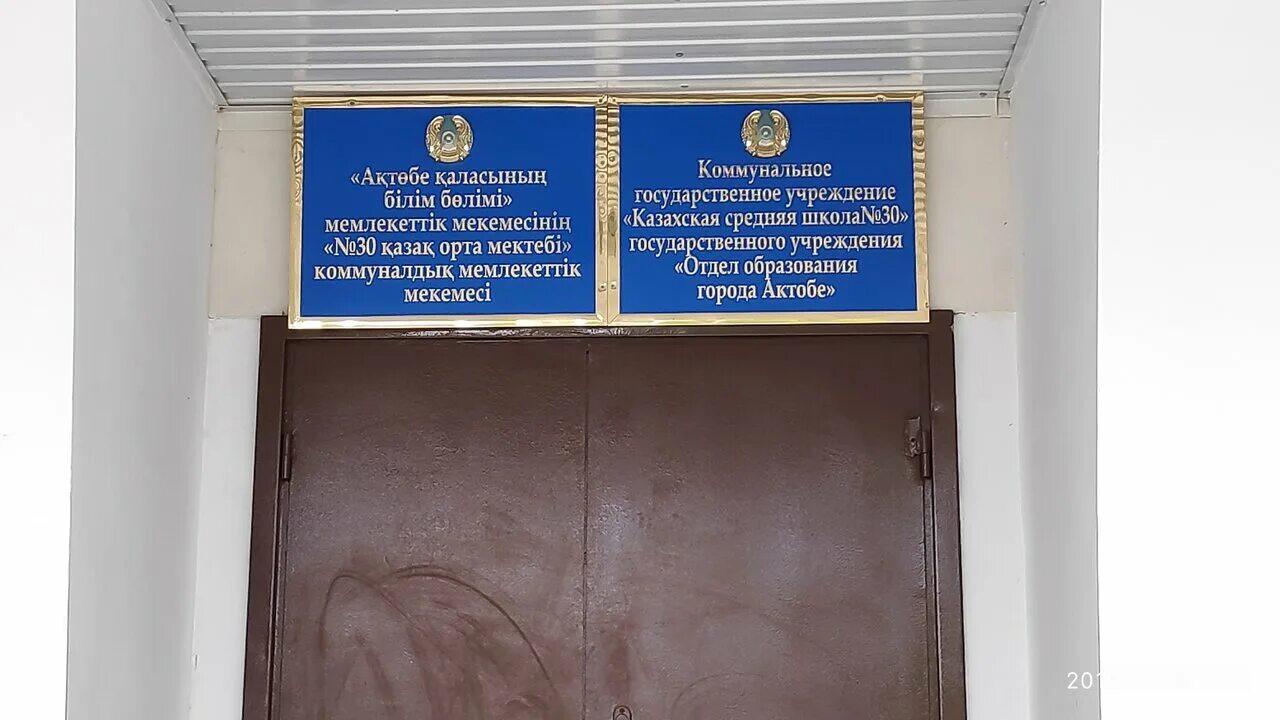 «Ақтөбе қаласының
білім бөлімі»
мемлекеттік мекемесінің
«№30 қазақ орта мектебі»
коммуналдық мемлекеттік
мекемесі
Коммунальное
государственное учреждение
«Казахская средняя школа№30»
государственного учреждения
«Отдел образования
города Актобе»